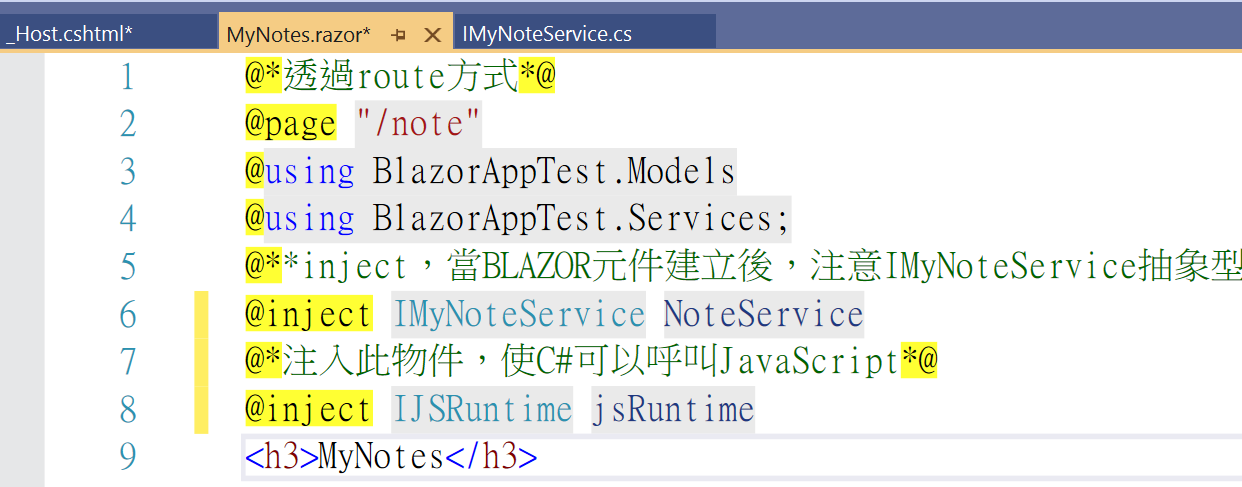 _Host.cshtml* MyNotes.razor* IMyNoteService.cs
1 @*透過route方式*@
2 @page "/note"
3 @using BlazorAppTest.Models
4 @using BlazorAppTest.Services;
5 @**inject，當BLAZOR元件建立後，注意IMyNoteService抽象型
6 @inject IMyNoteService NoteService
7 @*注入此物件，使C#可以呼叫JavaScript*@
8 @inject IJSRuntime jsRuntime
9 <h3>MyNotes</h3>